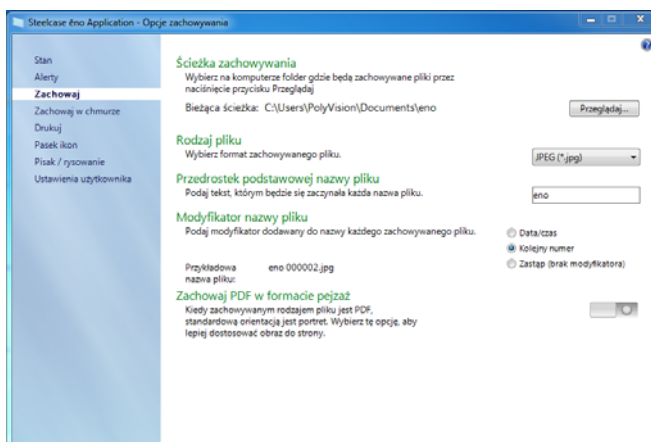 Steelcase ēno Application - Opcje zachowywania
Stan
Alerty
Zachowaj
Zachowaj w chmurze
Drukuj
Pasek ikon
Pisak / rysowanie
Ustawienia użytkownika
Ścieżka zachowywania
Wybierz na komputerze folder gdzie będą zachowywane pliki przez
naciśnięcie przycisku Przeglądaj
Bieżąca ścieżka: C:\Users\PolyVision\Documents\eno
Przeglądaj...
Rodzaj pliku
Wybierz format zachowywanego pliku.
JPEG (*.jpg)
Przedrostek podstawowej nazwy pliku
Podaj tekst, którym będzie się zaczynała każda nazwa pliku.
eno
Modyfikator nazwy pliku
Podaj modyfikator dodawany do nazwy każdego zachowywanego pliku.
Data/czas
Kolejny numer
Zastąp (brak modyfikatora)
Przykładowa eno 000002.jpg
nazwa pliku:
Zachowaj PDF w formacie pejzaż
Kiedy zachowywanym rodzajem pliku jest PDF,
standardową orientacją jest portret. Wybierz tę opcję, aby
lepiej dostosować obraz do strony.